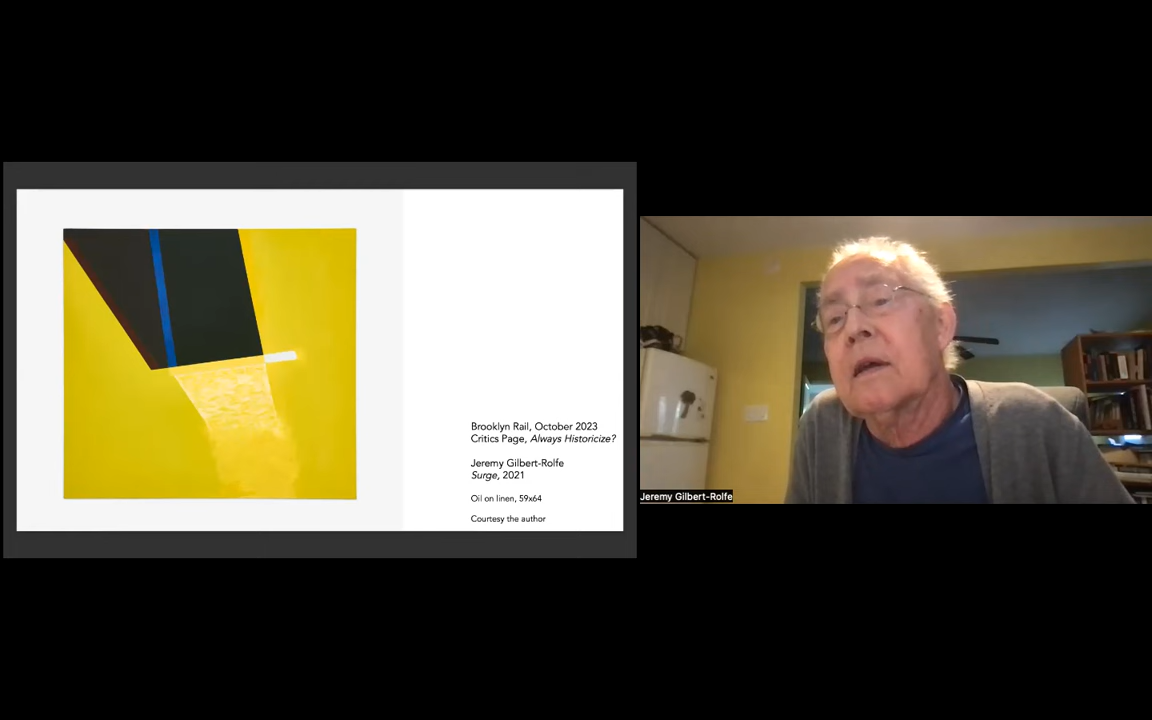 Brooklyn Rail, October 2023
Critics Page, Always Historicize?
Jeremy Gilbert-Rolfe
Surge, 2021
Oil on linen, 59x64
Courtesy the author
Jeremy Gilbert-Rolfe